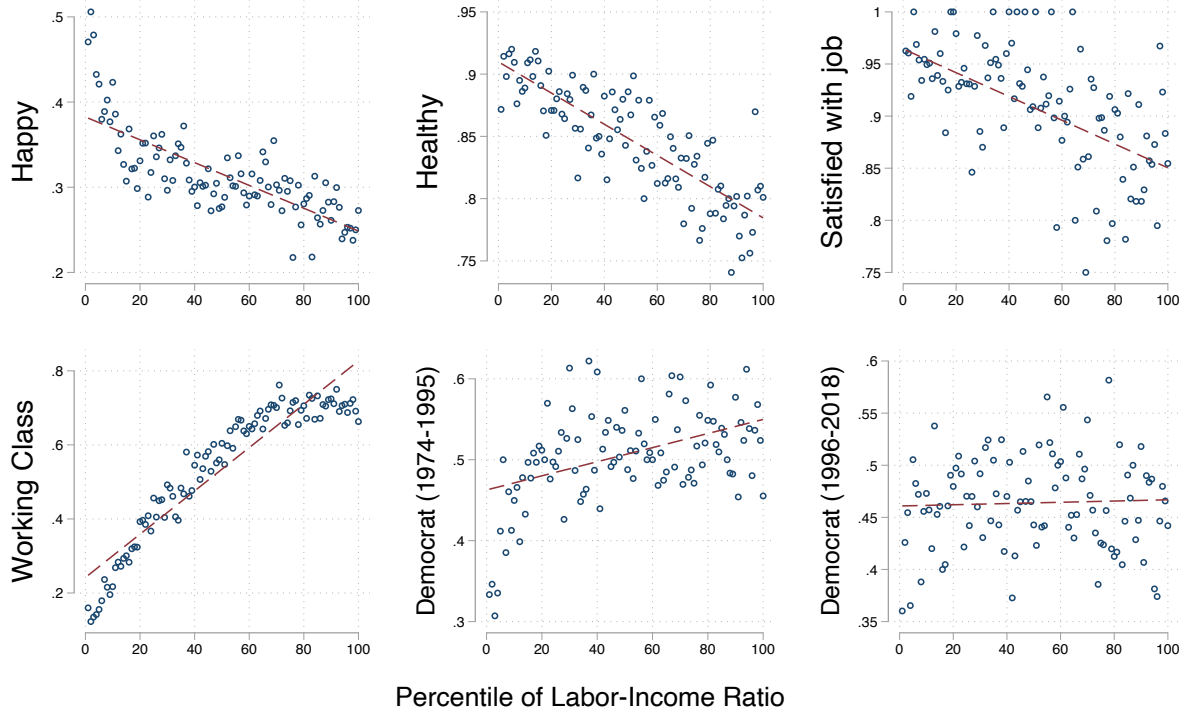 Happy
.5
.4
.3
.2
0 20 40 60 80 100
Healthy
.95
.9
.85
.8
.75
0 20 40 60 80 100
Satisfied with job
1
.95
.9
.85
.8
.75
0 20 40 60 80 100
Working Class
.8
.6
.4
.2
0 20 40 60 80 100
Democrat (1974-1995)
.6
.5
.4
.3
0 20 40 60 80 100
Democrat (1996-2018)
.6
.55
.5
.45
.4
.35
0 20 40 60 80 100
Percentile of Labor-Income Ratio